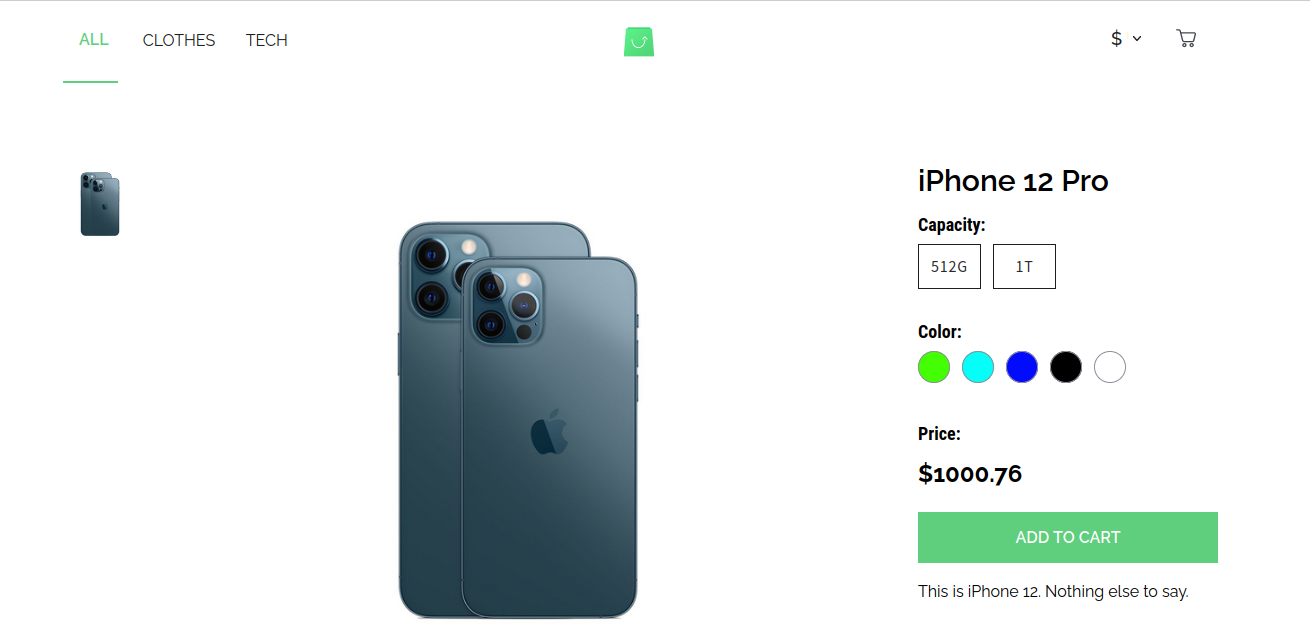 ALL CLOTHES TECH $
iPhone 12 Pro
Capacity:
512G 1T
Color:
Price:
$1000.76
ADD TO CART
This is iPhone 12. Nothing else to say.